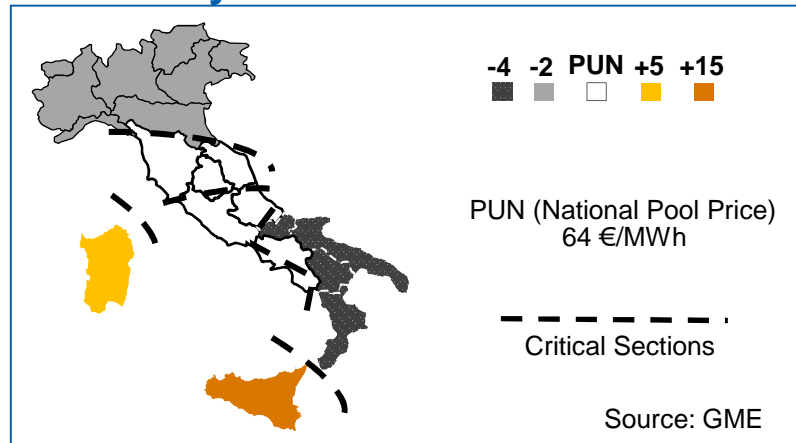 -4 -2 PUN +5 +15
PUN (National Pool Price)
64 €/MWh
Critical Sections
Source: GME